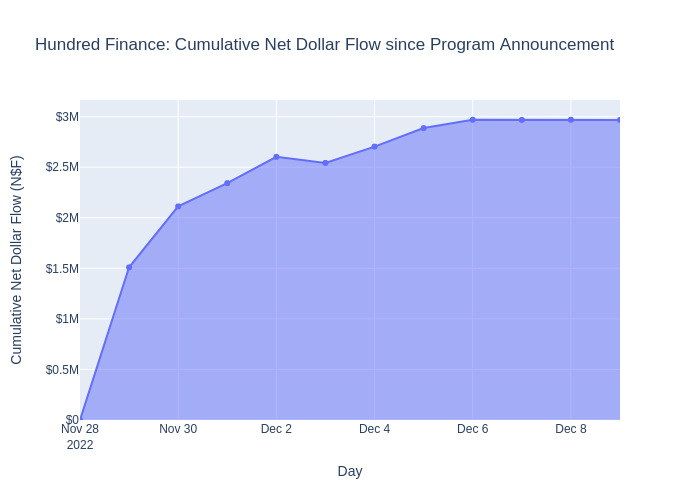 Hundred Finance: Cumulative Net Dollar Flow since Program Announcement
Cumulative Net Dollar Flow (N$F)
$3M
$2.5M
$2M
$1.5M
$1M
$0.5M
$0
Nov 28
2022
Nov 30
Dec 2
Dec 4
Dec 6
Dec 8
Day